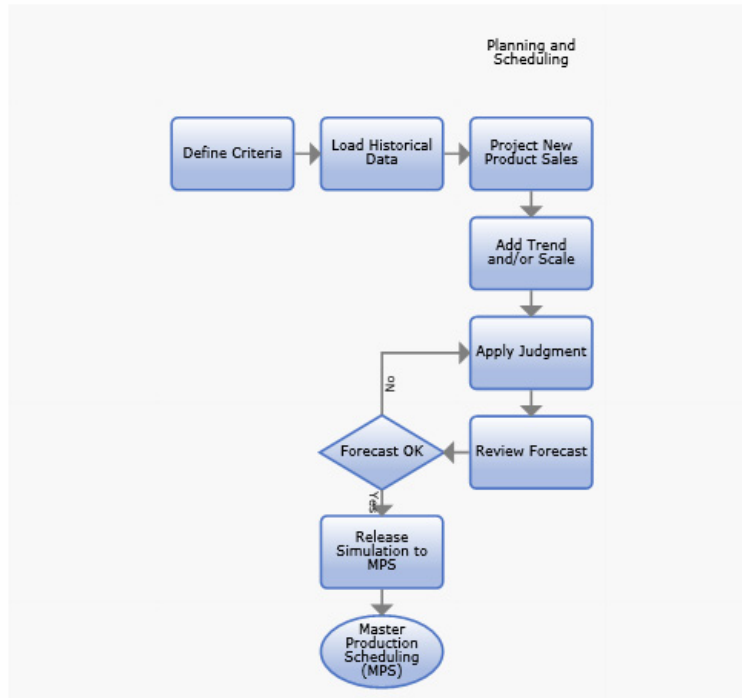 Planning and
Scheduling
Define Criteria
Load Historical
Data
Project New
Product Sales
Add Trend
and/or Scale
Apply Judgment
No
Forecast OK
Review Forecast
Yes
Release
Simulation to
MPS
Master
Production
Scheduling
(MPS)